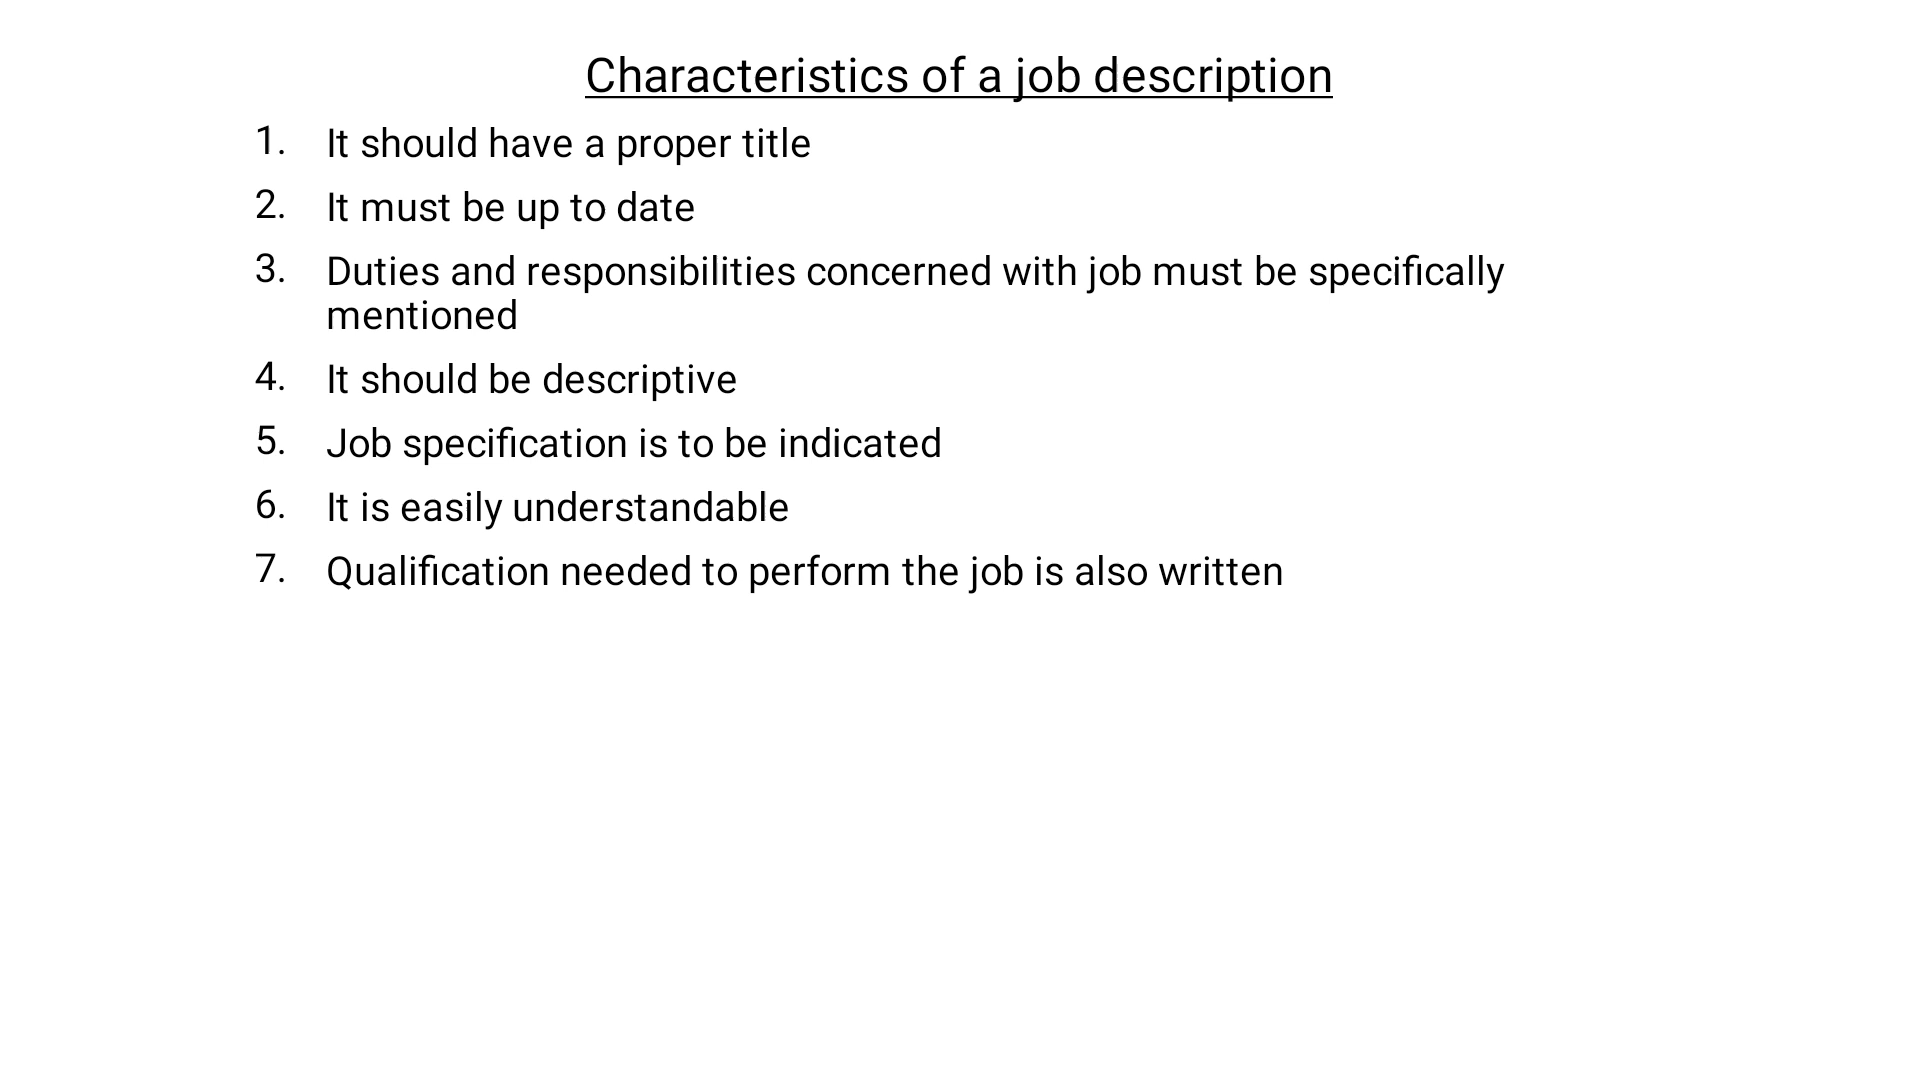 Characteristics of a job description
1. It should have a proper title
2. It must be up to date
3. Duties and responsibilities concerned with job must be specifically
mentioned
4. It should be descriptive
5. Job specification is to be indicated
6. It is easily understandable
7. Qualification needed to perform the job is also written